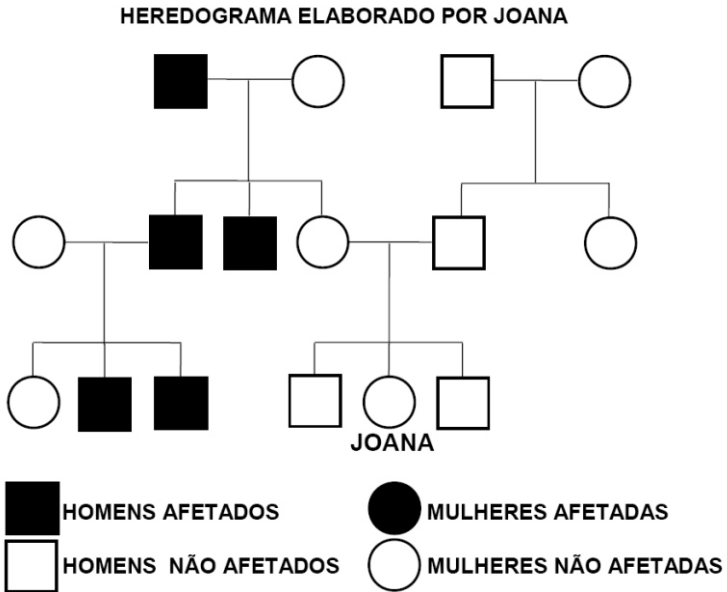 HEREDOGRAMA ELABORADO POR JOANA
JOANA
HOMENS AFETADOS
MULHERES AFETADAS
HOMENS NÃO AFETADOS
MULHERES NÃO AFETADAS